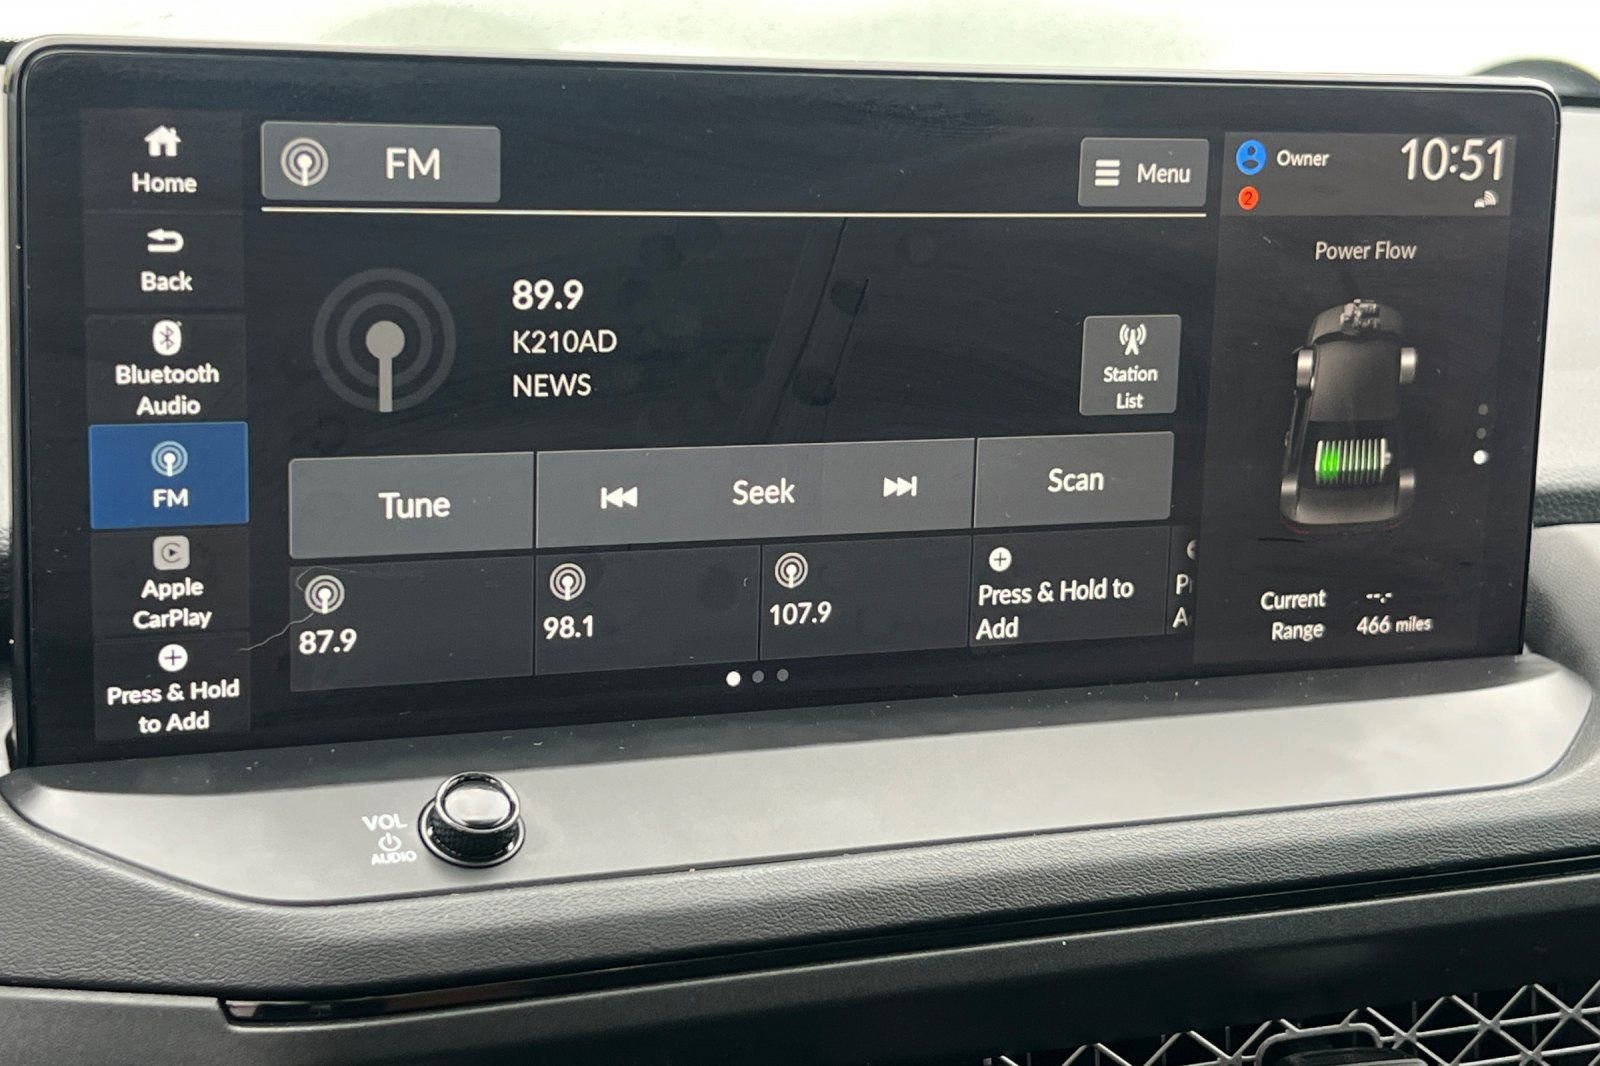 Home
Back
Bluetooth
Audio
FM
Apple
CarPlay
Press & Hold
to Add
FM
Menu
89.9
K210AD
NEWS
Station
List
Tune
Seek
Scan
87.9
98.1
107.9
Press & Hold to
Add
P
A
Owner
10:51
2
Power Flow
Current --.-
Range 466 miles
VOL
AUDIO